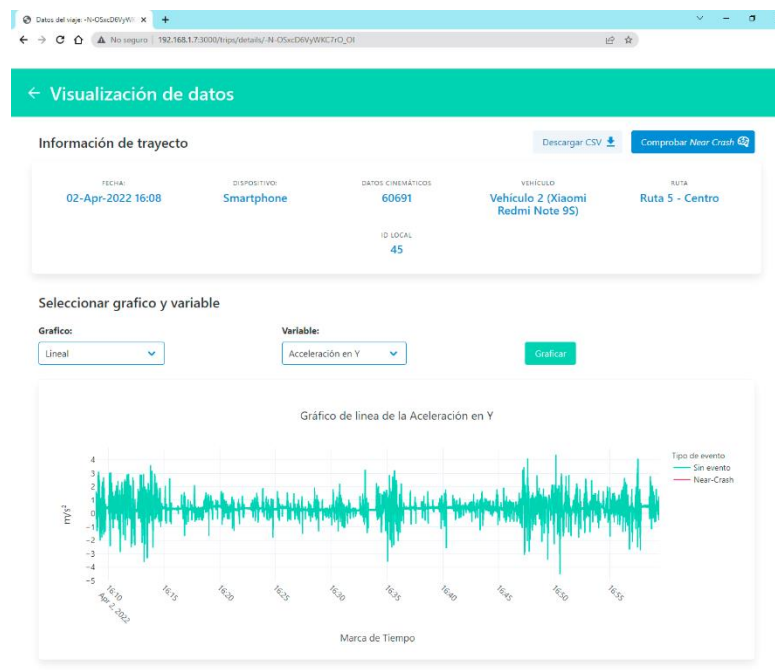 Datos del viaje: -N-OSxcD6VyW
No seguro | 192.168.1.7:3000/trips/details/-N-OSxcD6VyWKC7rO_OI
← Visualización de datos
Información de trayecto
Descargar CSV
Comprobar Near Crash
FECHA: DISPOSITIVO: DATOS CINEMÁTICOS VEHÍCULO RUTA
02-Apr-2022 16:08 Smartphone 60691 Vehículo 2 (Xiaomi Redmi Note 9S) Ruta 5 - Centro
ID LOCAL
45
Seleccionar grafico y variable
Grafico: Variable:
Lineal Acceleración en Y Graficar
Gráfico de linea de la Aceleración en Y
Tipo de evento
Sin evento
Near-Crash
m/s²
4
3
2
1
0
−1
−2
−3
−4
−5
16:10 16:15 16:20 16:25 16:30 16:35 16:40 16:45 16:50 16:55
Apr 2, 2022
Marca de Tiempo